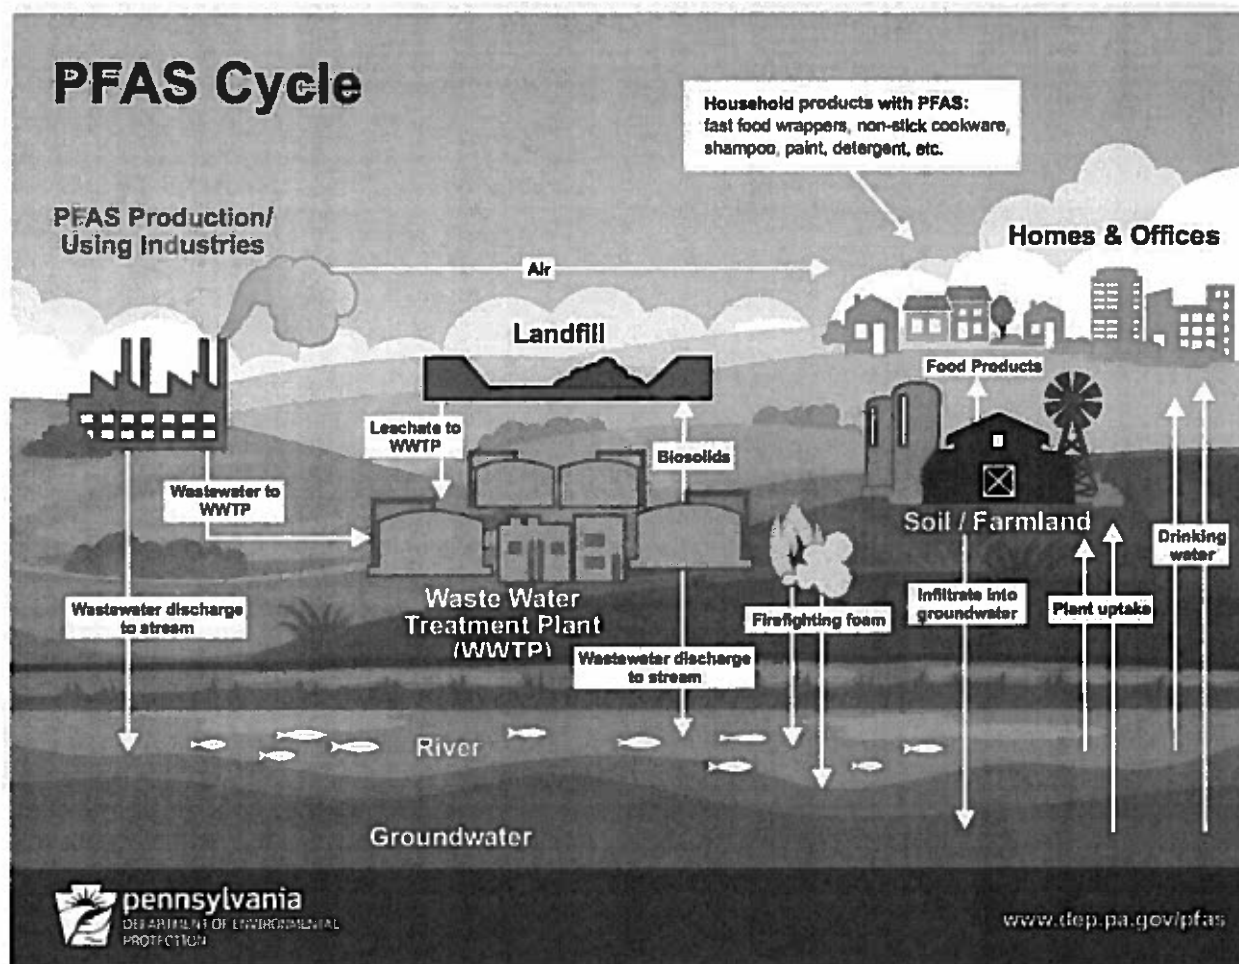 PFAS Cycle
Household products with PFAS:
fast food wrappers, non-stick cookware,
shampoo, paint, detergent, etc.
PFAS Production/
Using Industries
Homes & Offices
Air
Landfill
Food Products
Leachate to
WWTP
Biosolids
Wastewater to
WWTP
Soil / Farmland
Drinking
water
Waste Water
Treatment Plant
(WWTP)
Wastewater discharge
to stream
Firefighting foam
Infiltrate into
groundwater
Plant uptake
Wastewater discharge
to stream
River
Groundwater
pennsylvania
DEPARTMENT OF ENVIRONMENTAL
PROTECTION
www.dep.pa.gov/pfas